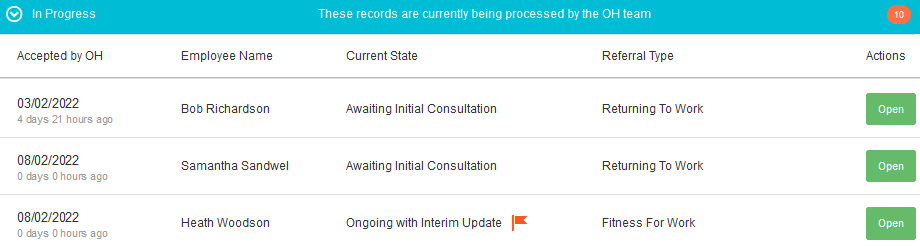 In Progress These records are currently being processed by the OH team 10
Accepted by OH Employee Name Current State Referral Type Actions
03/02/2022
4 days 21 hours ago
Bob Richardson Awaiting Initial Consultation Returning To Work Open
08/02/2022
0 days 0 hours ago
Samantha Sandwel Awaiting Initial Consultation Returning To Work Open
08/02/2022
0 days 0 hours ago
Heath Woodson Ongoing with Interim Update Fitness For Work Open